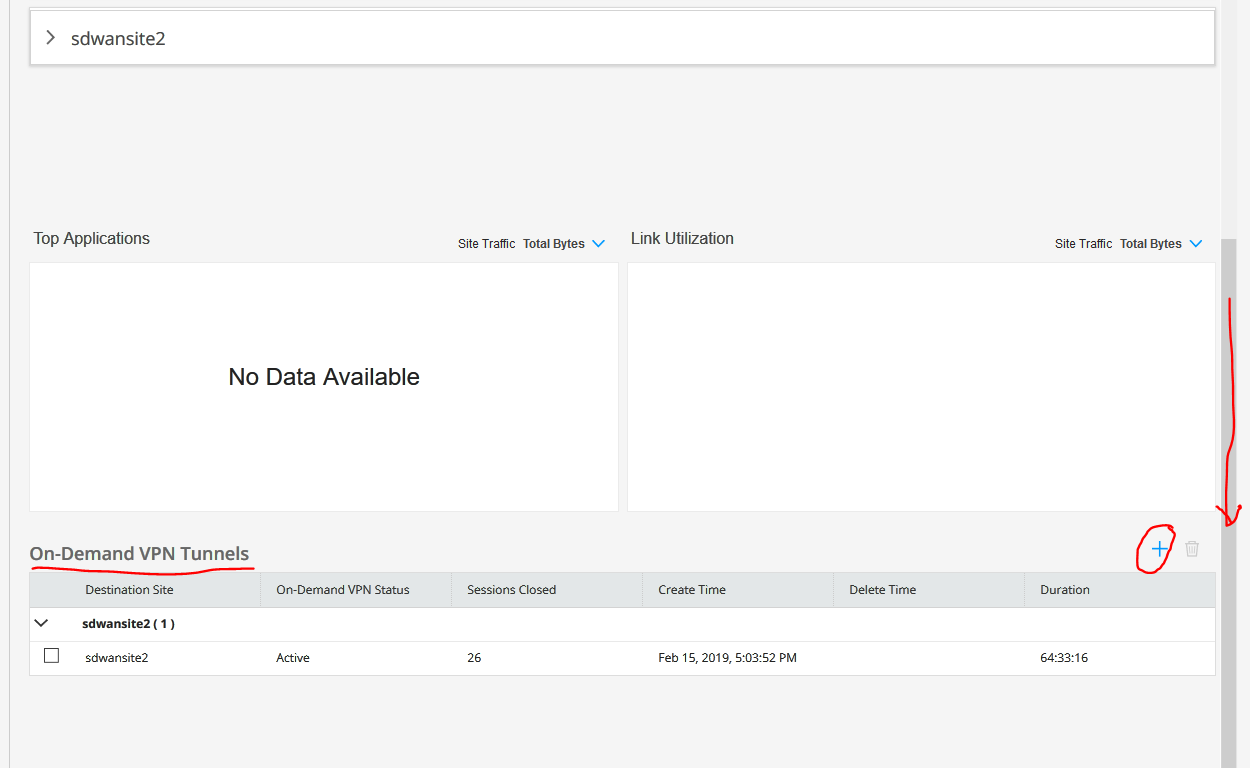 sdwansite2
Top Applications Site Traffic Total Bytes Link Utilization Site Traffic Total Bytes
No Data Available
On-Demand VPN Tunnels
Destination Site On-Demand VPN Status Sessions Closed Create Time Delete Time Duration
sdwansite2 ( 1 )
sdwansite2 Active 26 Feb 15, 2019, 5:03:52 PM 64:33:16